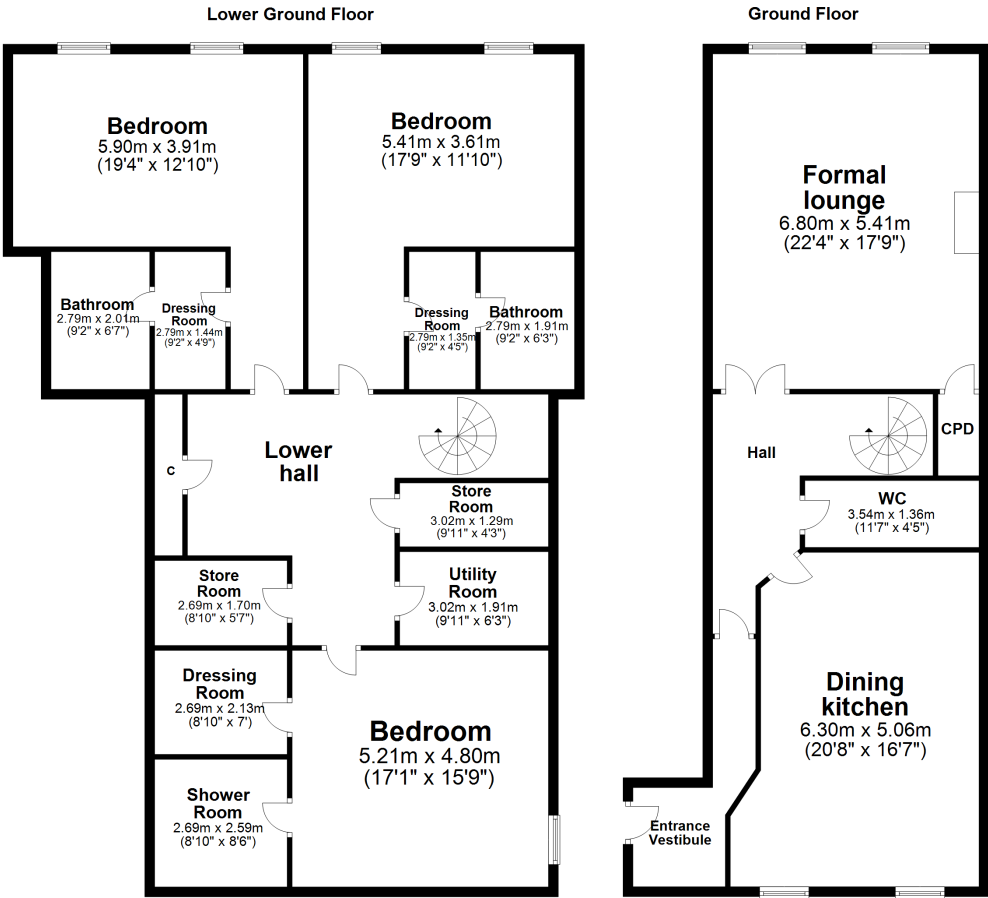 Lower Ground Floor
Bedroom
5.90m x 3.91m
(19'4" x 12'10")
Bedroom
5.41m x 3.61m
(17'9" x 11'10")
Bathroom
2.79m x 2.01m
(9'2" x 6'7")
Dressing
Room
2.79m x 1.44m
(9'2" x 4'9")
Dressing
Room
2.79m x 1.35m
(9'2" x 4'5")
Bathroom
2.79m x 1.91m
(9'2" x 6'3")
C
Lower
hall
Store
Room
3.02m x 1.29m
(9'11" x 4'3")
Store
Room
2.69m x 1.70m
(8'10" x 5'7")
Utility
Room
3.02m x 1.91m
(9'11" x 6'3")
Dressing
Room
2.69m x 2.13m
(8'10" x 7')
Bedroom
5.21m x 4.80m
(17'1" x 15'9")
Shower
Room
2.69m x 2.59m
(8'10" x 8'6")
Ground Floor
Formal
lounge
6.80m x 5.41m
(22'4" x 17'9")
Hall
CPD
WC
3.54m x 1.36m
(11'7" x 4'5")
Dining
kitchen
6.30m x 5.06m
(20'8" x 16'7")
Entrance
Vestibule